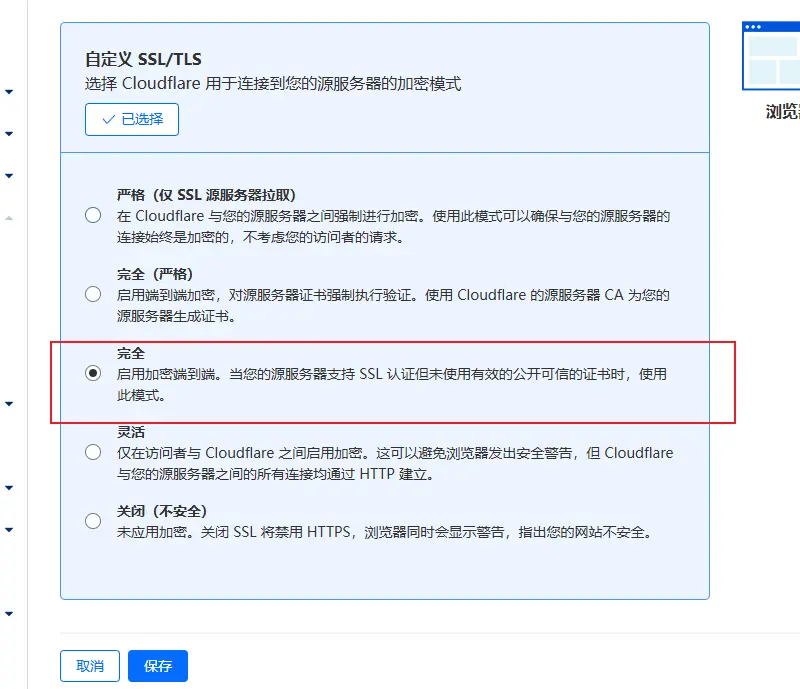 自定义 SSL/TLS
选择 Cloudflare 用于连接到您的源服务器的加密模式
已选择
严格（仅 SSL 源服务器拉取）
在 Cloudflare 与您的源服务器之间强制进行加密。使用此模式可以确保与您的源服务器的
连接始终是加密的，不考虑您的访问者的请求。
完全（严格）
启用端到端加密，对源服务器证书强制执行验证。使用 Cloudflare 的源服务器 CA 为您的
源服务器生成证书。
完全
启用加密端到端。当您的源服务器支持 SSL 认证但未使用有效的公开可信的证书时，使用
此模式。
灵活
仅在访问者与 Cloudflare 之间启用加密。这可以避免浏览器发出安全警告，但 Cloudflare
与您的源服务器之间的所有连接均通过 HTTP 建立。
关闭（不安全）
未应用加密。关闭 SSL 将禁用 HTTPS，浏览器同时会显示警告，指出您的网站不安全。
取消
保存
浏览